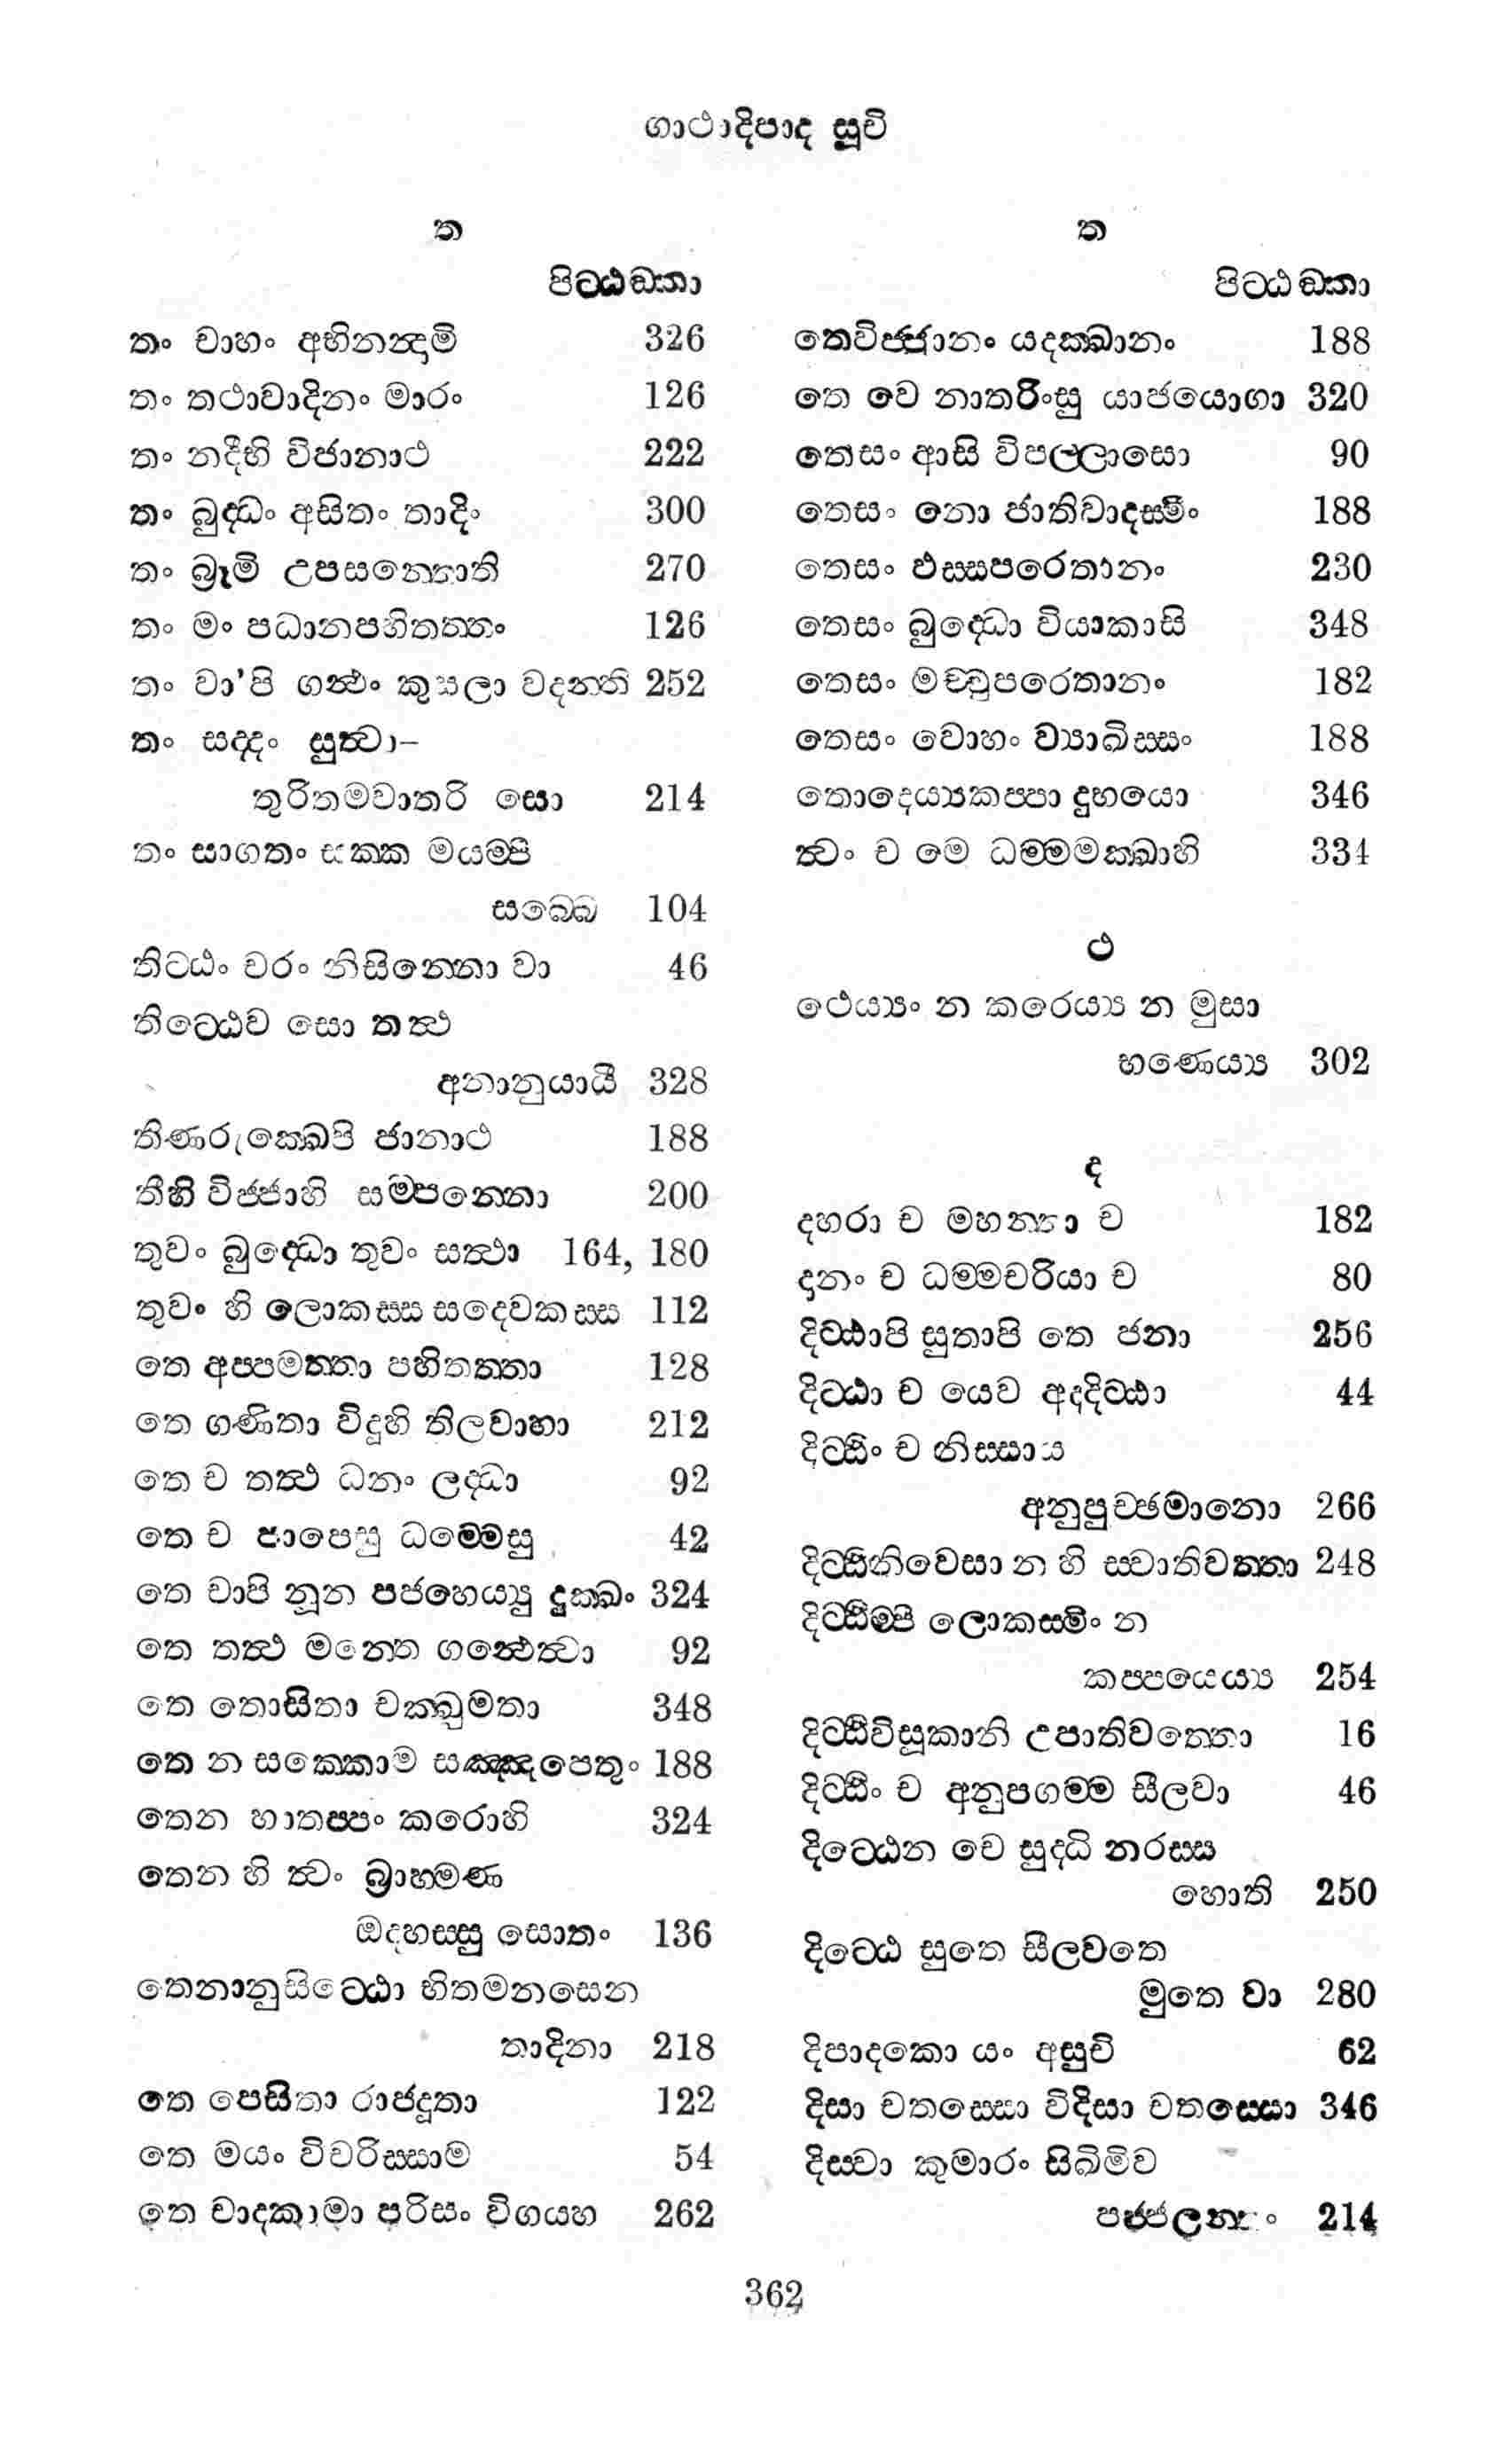 ගාථාදිපාද සූචි
ත
පිට්ඨඞ්කා
තං චාහං අභිනන්දාමි 326
තං තථාවාදිනං මාරං 126
තං නදීභි විජානාථ 222
තං බුද්ධං අසිතං තාදිං 300
තං බ්‍රූමි උපසන්තොති 270
තං මං පධානපහිතත්තං 126
තං වා'පි ගන්ථං කුසලා වදන්ති 252
තං සද්දං සුත්වා–
තුරිතමවාතරි සො 214
තං සාගතං සක්ක මයම්පි
සබ්බෙ 104
තිට්ඨං චරං නිසින්නො වා 46
තිට්ඨෙව සො තත්ථ
අනානුයායී 328
තිණරුක්ඛෙපි ජානාථ 188
තීහි විජ්ජාහි සම්පන්නො 200
තුවං බුද්ධො තුවං සත්ථා 164, 180
තුවං හි ලොකස්ස සදෙවකස්ස 112
තෙ අප්පමත්තා පහිතත්තා 128
තෙ ගණිතා විදූහි තිලවාහා 212
තෙ ච තත්ථ ධනං ලද්ධා 92
තෙ ච පාපෙසු ධම්මෙසු 42
තෙ චාපි නූන පජහෙය්‍යු දුක්ඛං 324
තෙ තත්ථ මන්තෙ ගන්ථෙත්වා 92
තෙ තොසිතා චක්ඛුමතා 348
තෙ න සක්කොම සඤ්ඤපෙතුං 188
තෙන හාතප්පං කරොහි 324
තෙන හි ත්වං බ්‍රාහ්මණ
ඔදහස්සු සොතං 136
තෙනානුසිට්ඨො හිතමනසෙන
තාදිනා 218
තෙ පෙසිතා රාජදූතා 122
තෙ මයං විචරිස්සාම 54
තෙ වාදකාමා පරිසං විගය්හ 262
ත
පිට්ඨඞ්කා
තෙවිජ්ජානං යදක්ඛානං 188
තෙ වෙ නාතරිංසු යාජයොගා 320
තෙසං ආසි විපල්ලාසො 90
තෙසං නො ජාතිවාදස්මිං 188
තෙසං ඵස්සපරෙතානං 230
තෙසං බුද්ධො වියාකාසි 348
තෙසං මච්චුපරෙතානං 182
තෙසං වොහං ව්‍යාඛිස්සං 188
තොදෙය්‍යකප්පා දුභයො 346
ත්වං ච මෙ ධම්මමක්ඛාහි 334
ථ
ථෙය්‍යං න කරෙය්‍ය න මුසා
භණෙය්‍ය 302
ද
දහරා ච මහන්තා ච 182
දානං ච ධම්මචරියා ච 80
දිට්ඨාපි සුතාපි තෙ ජනා 256
දිට්ඨා ච යෙව අද්දිට්ඨා 44
දිට්ඨිං ච නිස්සාය
අනුපුච්ඡමානො 266
දිට්ඨිනිවෙසා න හි ස්වාතිවත්තා 248
දිට්ඨිම්පි ලොකස්මිං න
කප්පයෙය්‍ය 254
දිට්ඨිවිසූකානි උපාතිවත්තො 16
දිට්ඨිං ච අනුපගම්ම සීලවා 46
දිට්ඨෙන චෙ සුද්ධි නරස්ස
හොති 250
දිට්ඨෙ සුතෙ සීලවතෙ
මුතෙ වා 280
දිපාදකො යං අසුචි 62
දිසා චතස්සො විදිසා චතස්සො 346
දිස්වා කුමාරං සිඛිමිව
පජ්ජලන්තං 214
362